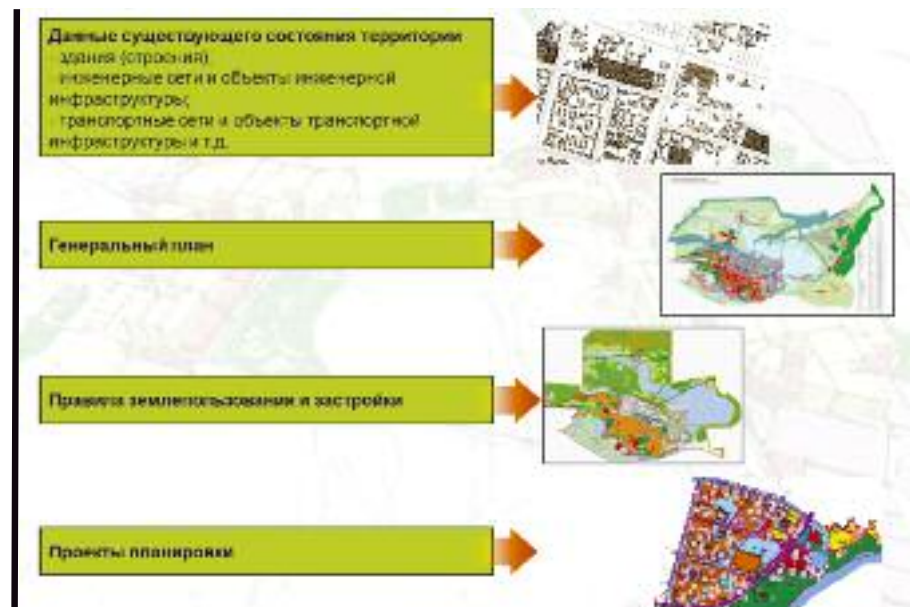 Данные существующего состояния территории
- здания (строения);
- инженерные сети и объекты инженерной
инфраструктуры;
- транспортные сети и объекты транспортной
инфраструктуры и т.д.
Генеральный план
Правила землепользования и застройки
Проекты планировки